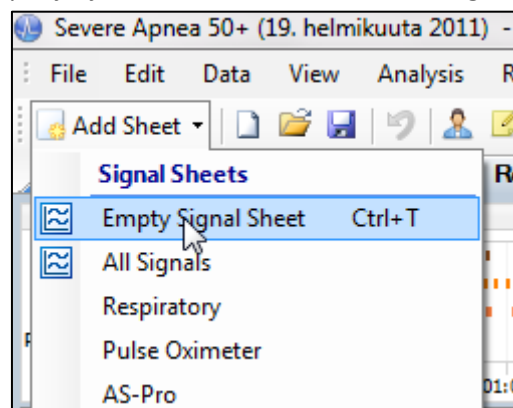 Severe Apnea 50+ (19. helmikuuta 2011) -
File Edit Data View Analysis R
Add Sheet
Signal Sheets
Empty Signal Sheet Ctrl+T
All Signals
Respiratory
Pulse Oximeter
AS-Pro